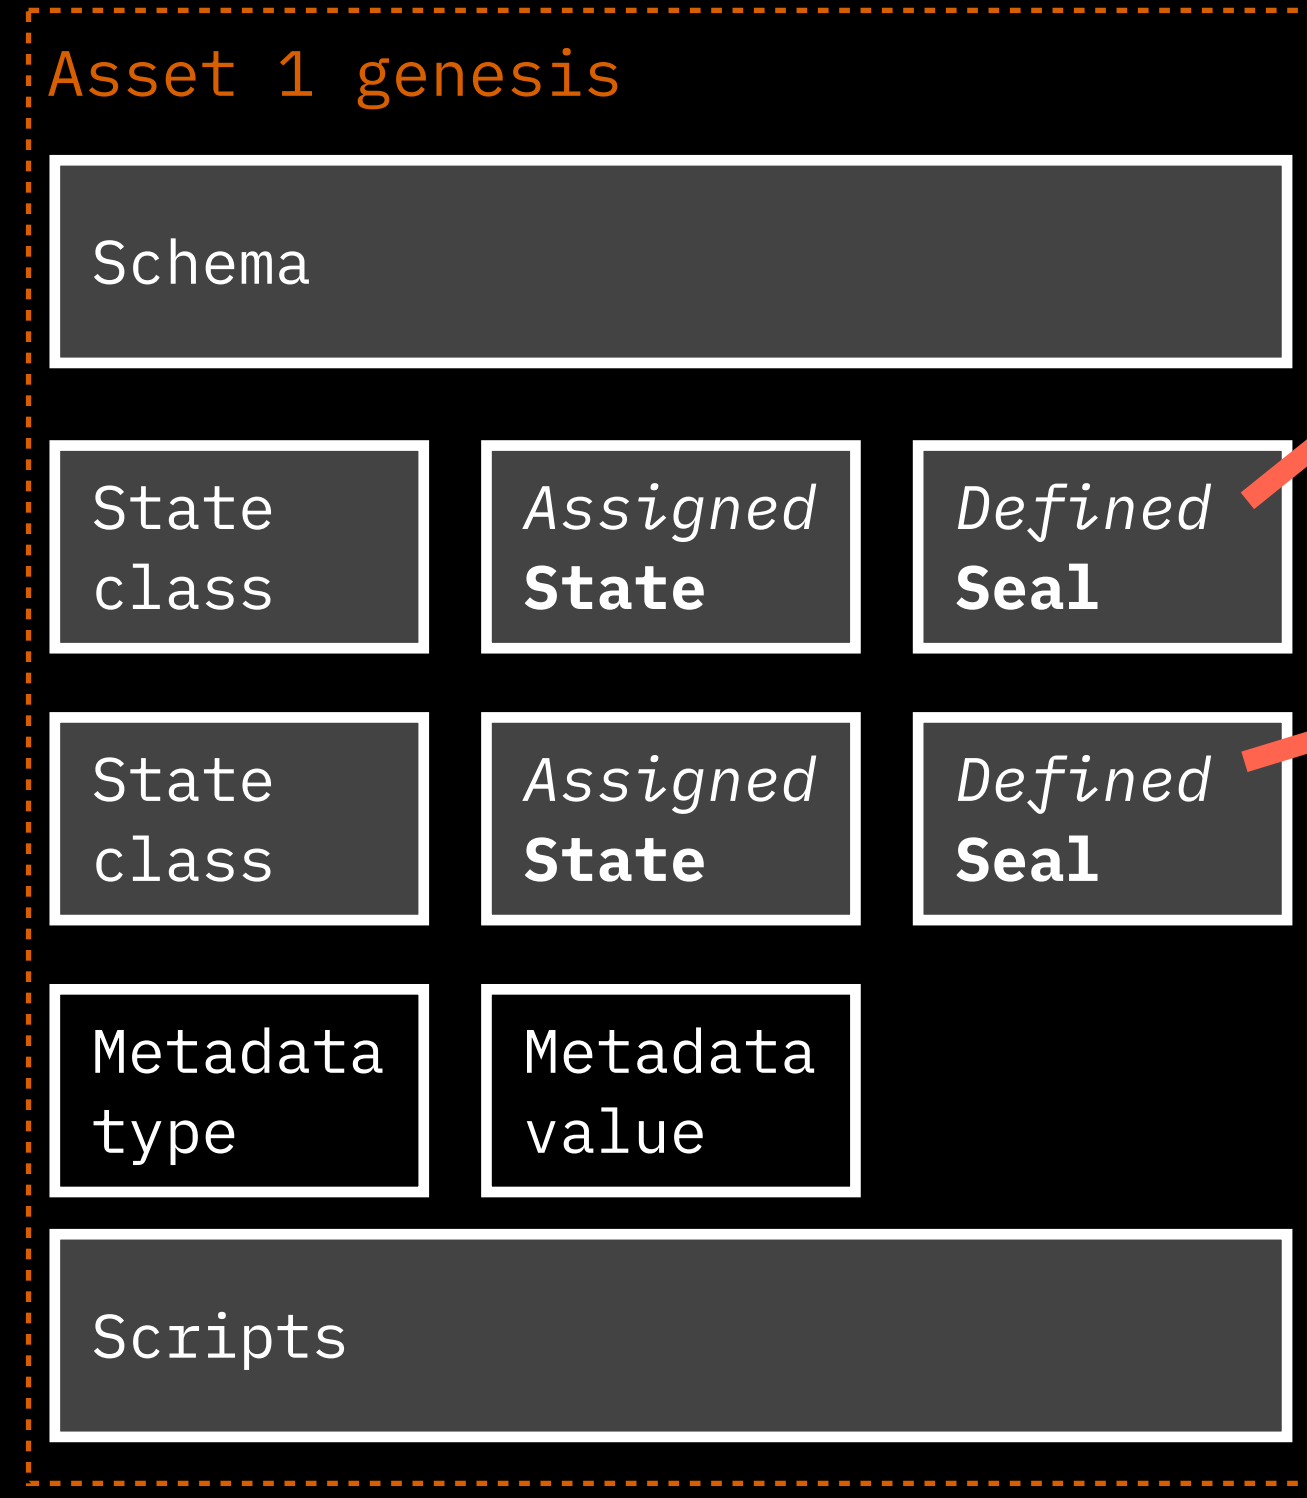 Asset 1 genesis
Schema
State
class
Assigned
State
Defined
Seal
State
class
Assigned
State
Defined
Seal
Metadata
type
Metadata
value
Scripts